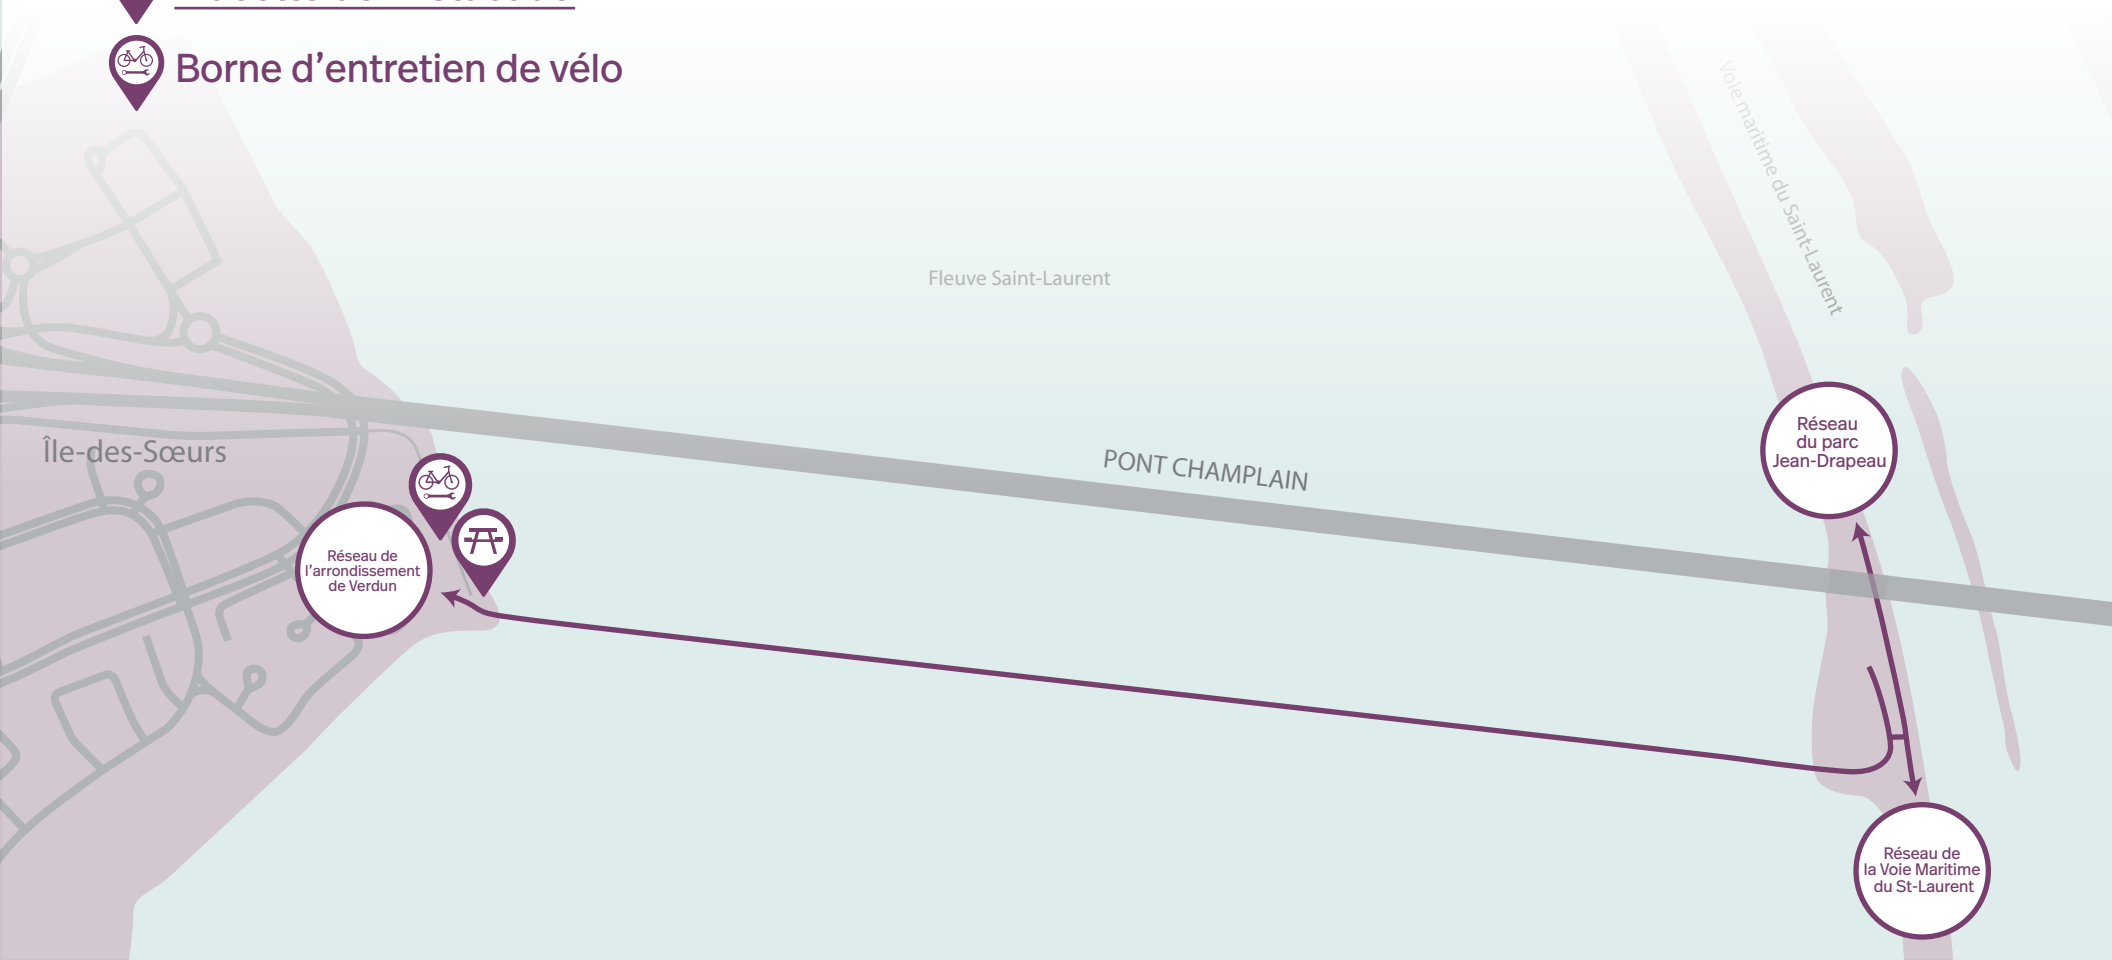 Borne d’entretien de vélo
Voie maritime du Saint-Laurent
Fleuve Saint-Laurent
Île-des-Sœurs
PONT CHAMPLAIN
Réseau
du parc
Jean-Drapeau
Réseau de
l’arrondissement
de Verdun
Réseau de
la Voie Maritime
du St-Laurent